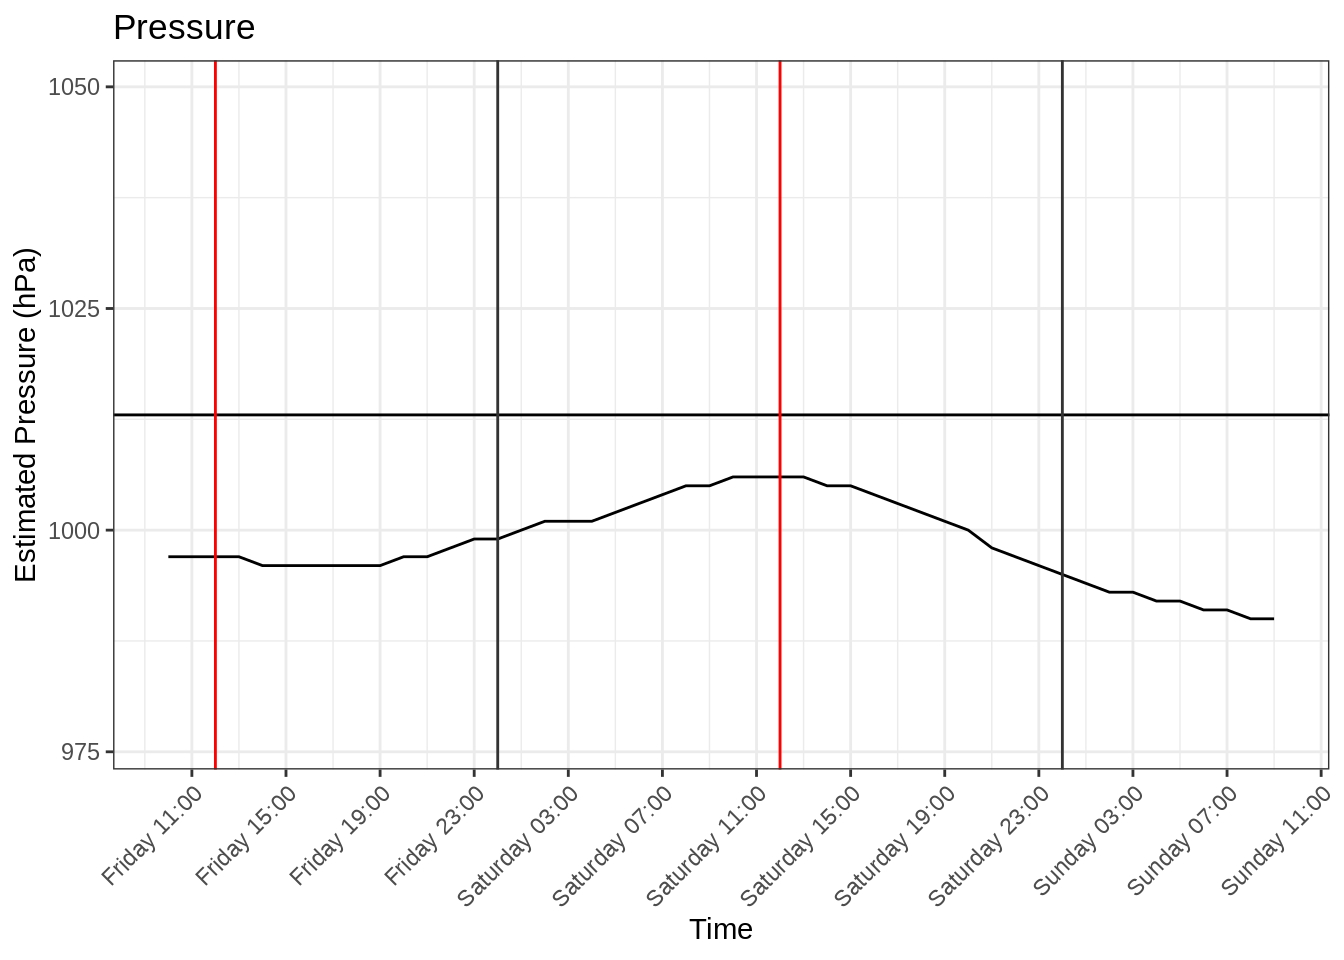 Pressure
Estimated Pressure (hPa)
1050
1025
1000
975
Friday 11:00
Friday 15:00
Friday 19:00
Friday 23:00
Saturday 03:00
Saturday 07:00
Saturday 11:00
Saturday 15:00
Saturday 19:00
Saturday 23:00
Sunday 03:00
Sunday 07:00
Sunday 11:00
Time